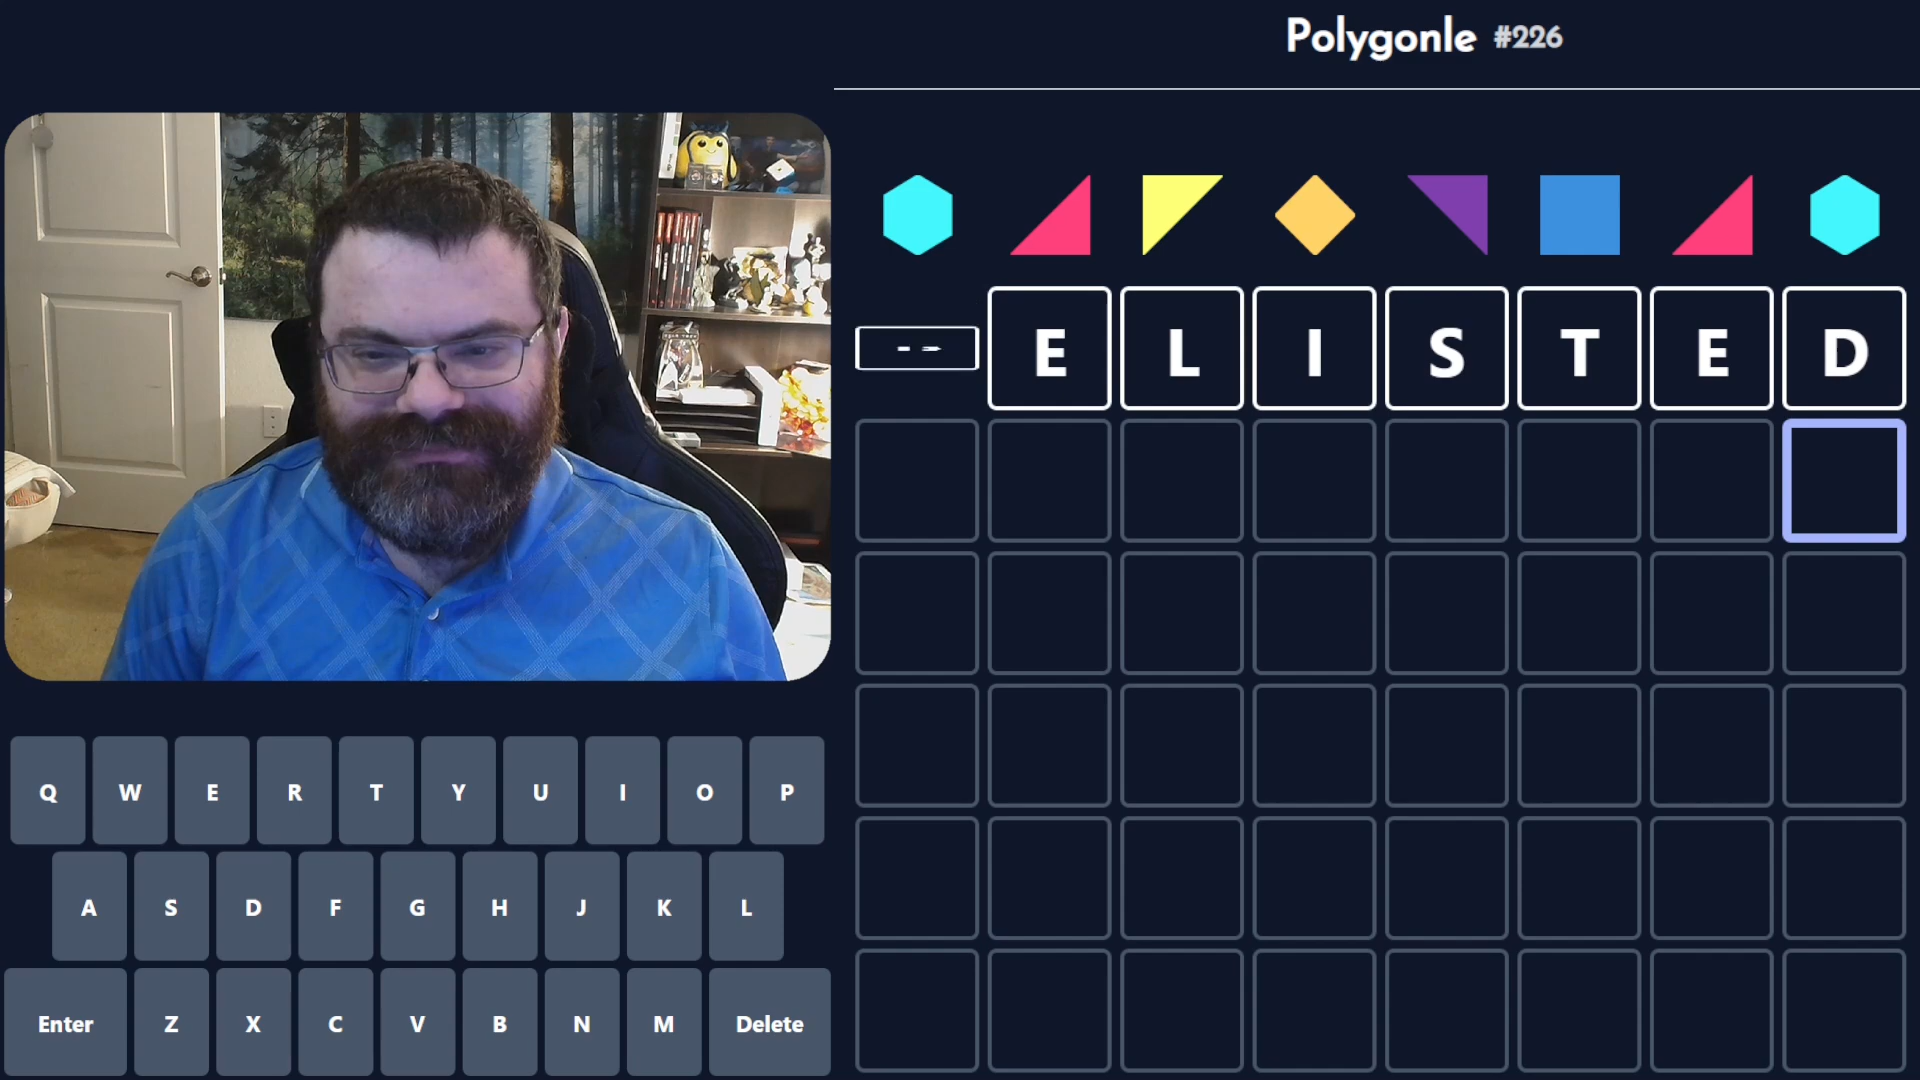 Polygonle #226
E L I S T E D
Q W E R T Y U I O P
A S D F G H J K L
Enter Z X C V B N M Delete